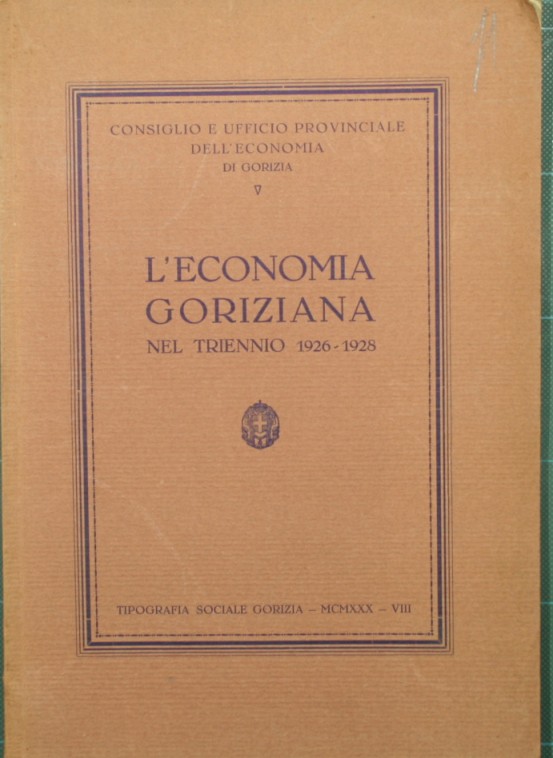 CONSIGLIO E UFFICIO PROVINCIALE
DELL'ECONOMIA
DI GORIZIA
L'ECONOMIA
GORIZIANA
NEL TRIENNIO 1926-1928
TIPOGRAFIA SOCIALE GORIZIA – MCMXXX – VIII